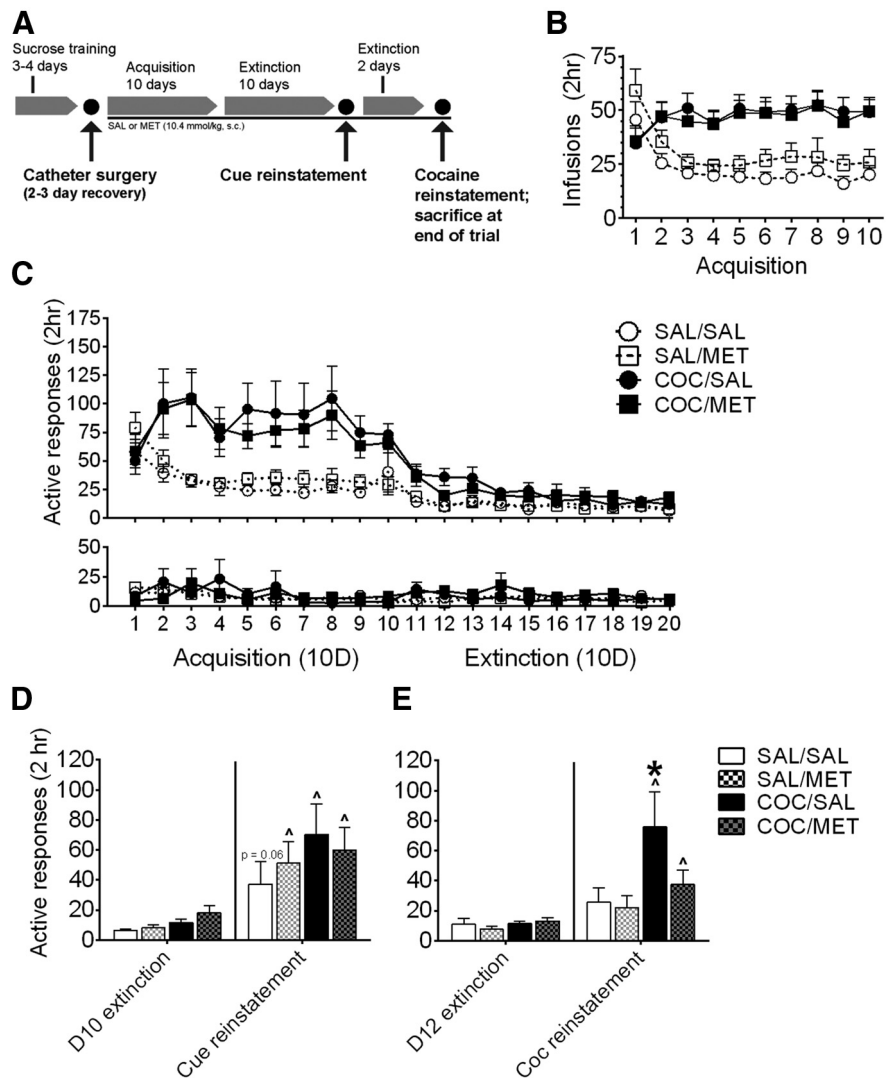 A
Sucrose training
3-4 days
Acquisition
10 days
Extinction
10 days
Extinction
2 days
SAL or MET (10.4 mmol/kg, s.c.)
Catheter surgery
(2-3 day recovery)
Cue reinstatement
Cocaine
reinstatement;
sacrifice at
end of trial
B
Infusions (2hr)
75
50
25
0
1 2 3 4 5 6 7 8 9 10
Acquisition
C
Active responses (2hr)
175
150
125
100
75
50
25
0
50
25
0
1 2 3 4 5 6 7 8 9 10 11 12 13 14 15 16 17 18 19 20
Acquisition (10D)
Extinction (10D)
SAL/SAL
SAL/MET
COC/SAL
COC/MET
D
Active responses (2 hr)
120
100
80
60
40
20
0
p = 0.06
^
^
^
D10 extinction
Cue reinstatement
E
120
100
80
60
40
20
0
*
^
^
D12 extinction
Coc reinstatement
SAL/SAL
SAL/MET
COC/SAL
COC/MET